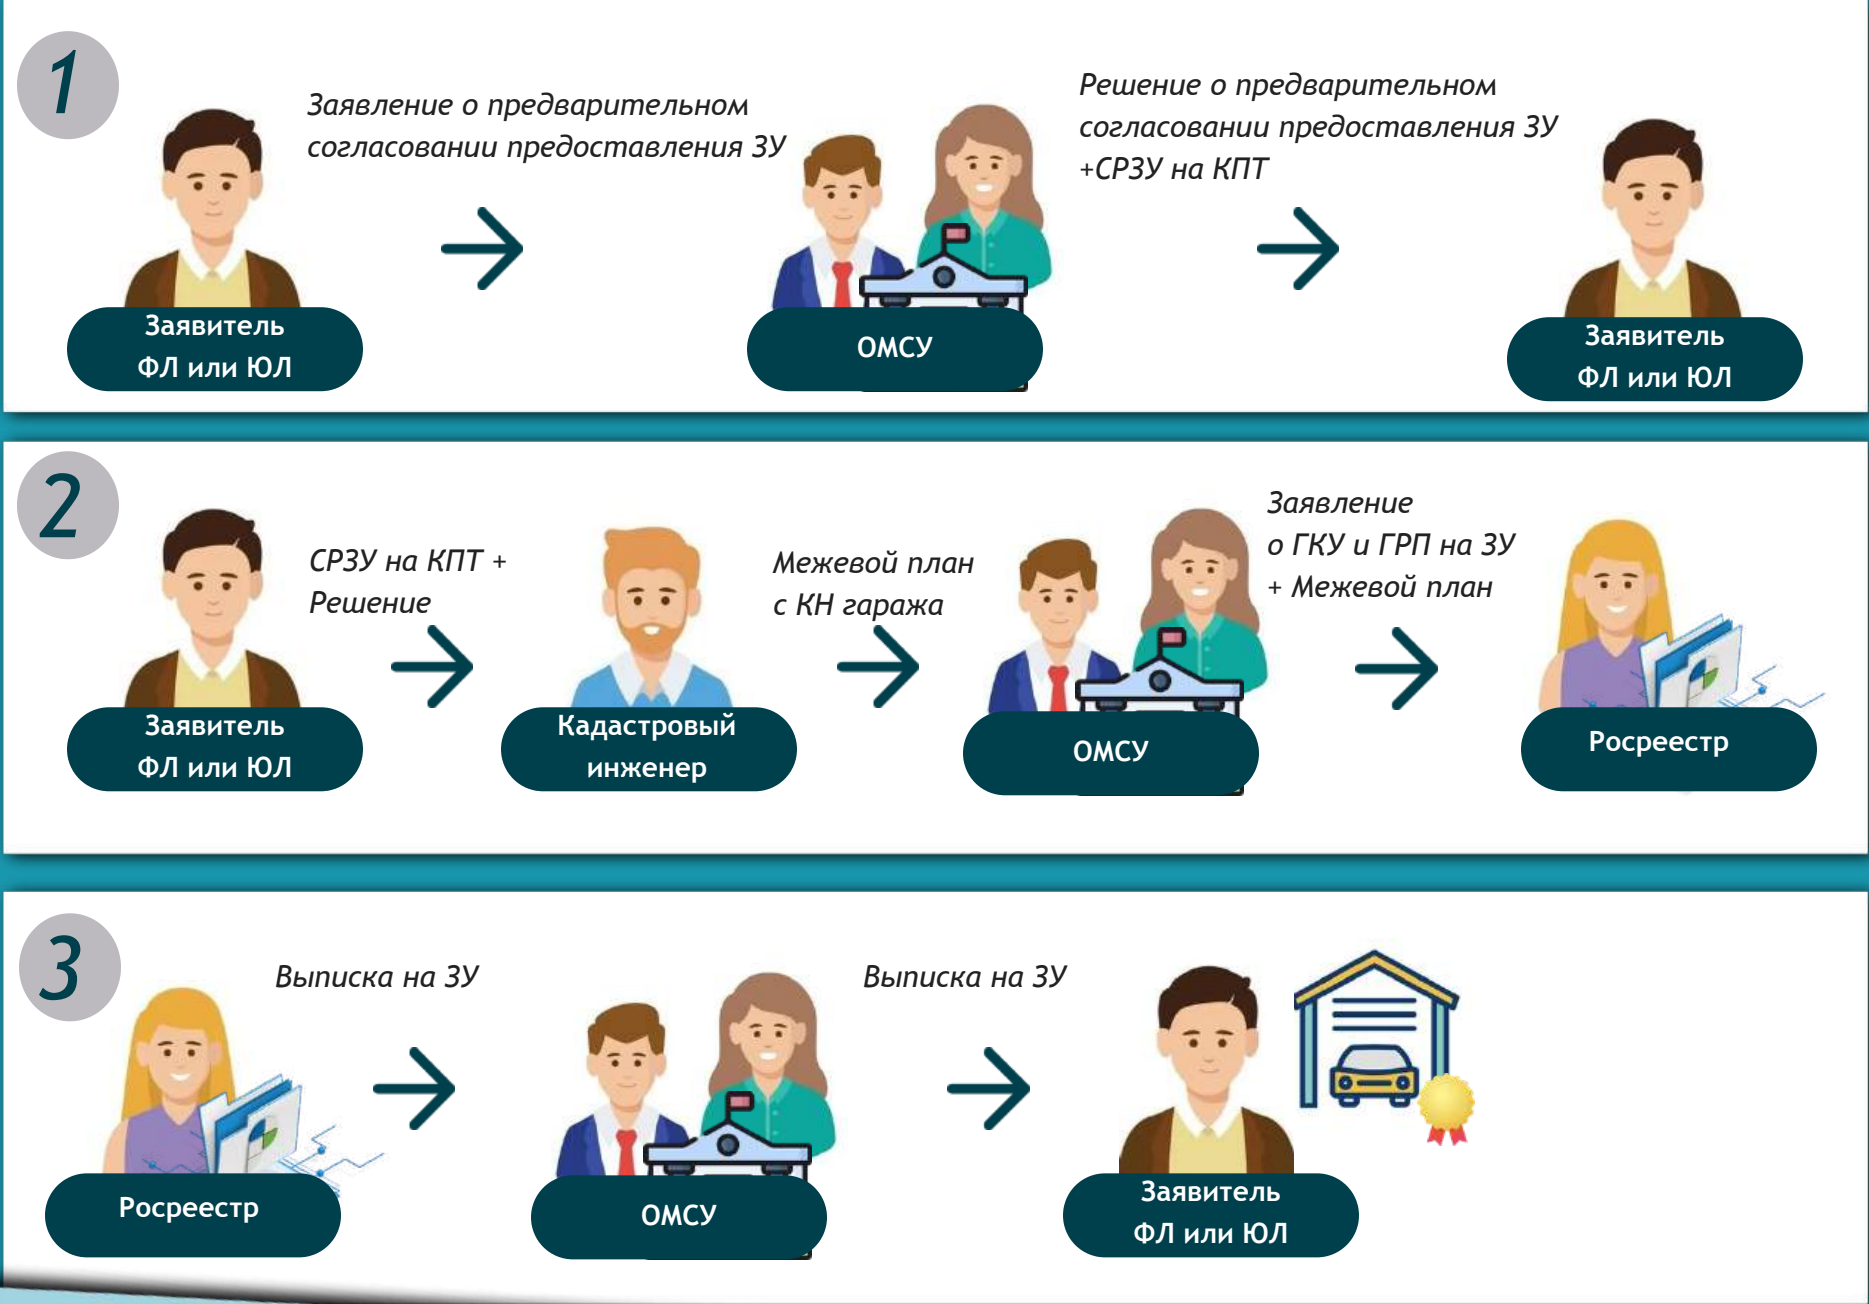 1
Заявление о предварительном
согласовании предоставления ЗУ
Решение о предварительном
согласовании предоставления ЗУ
+СРЗУ на КПТ
Заявитель
ФЛ или ЮЛ
ОМСУ
Заявитель
ФЛ или ЮЛ
2
СРЗУ на КПТ +
Решение
Межевой план
с КН гаража
Заявление
о ГКУ и ГРП на ЗУ
+ Межевой план
Заявитель
ФЛ или ЮЛ
Кадастровый
инженер
ОМСУ
Росреестр
3
Выписка на ЗУ
Выписка на ЗУ
Росреестр
ОМСУ
Заявитель
ФЛ или ЮЛ